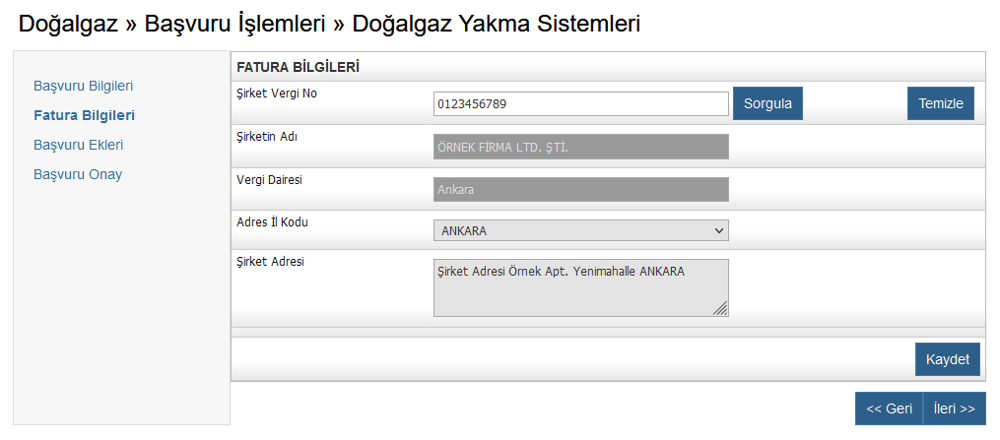 Doğalgaz » Başvuru İşlemleri » Doğalgaz Yakma Sistemleri
Başvuru Bilgileri
Fatura Bilgileri
Başvuru Ekleri
Başvuru Onay
FATURA BİLGİLERİ
Şirket Vergi No 0123456789 Sorgula Temizle
Şirketin Adı ÖRNEK FİRMA LTD. ŞTİ.
Vergi Dairesi Ankara
Adres İl Kodu ANKARA
Şirket Adresi Şirket Adresi Örnek Apt. Yenimahalle ANKARA
Kaydet
<< Geri İleri >>